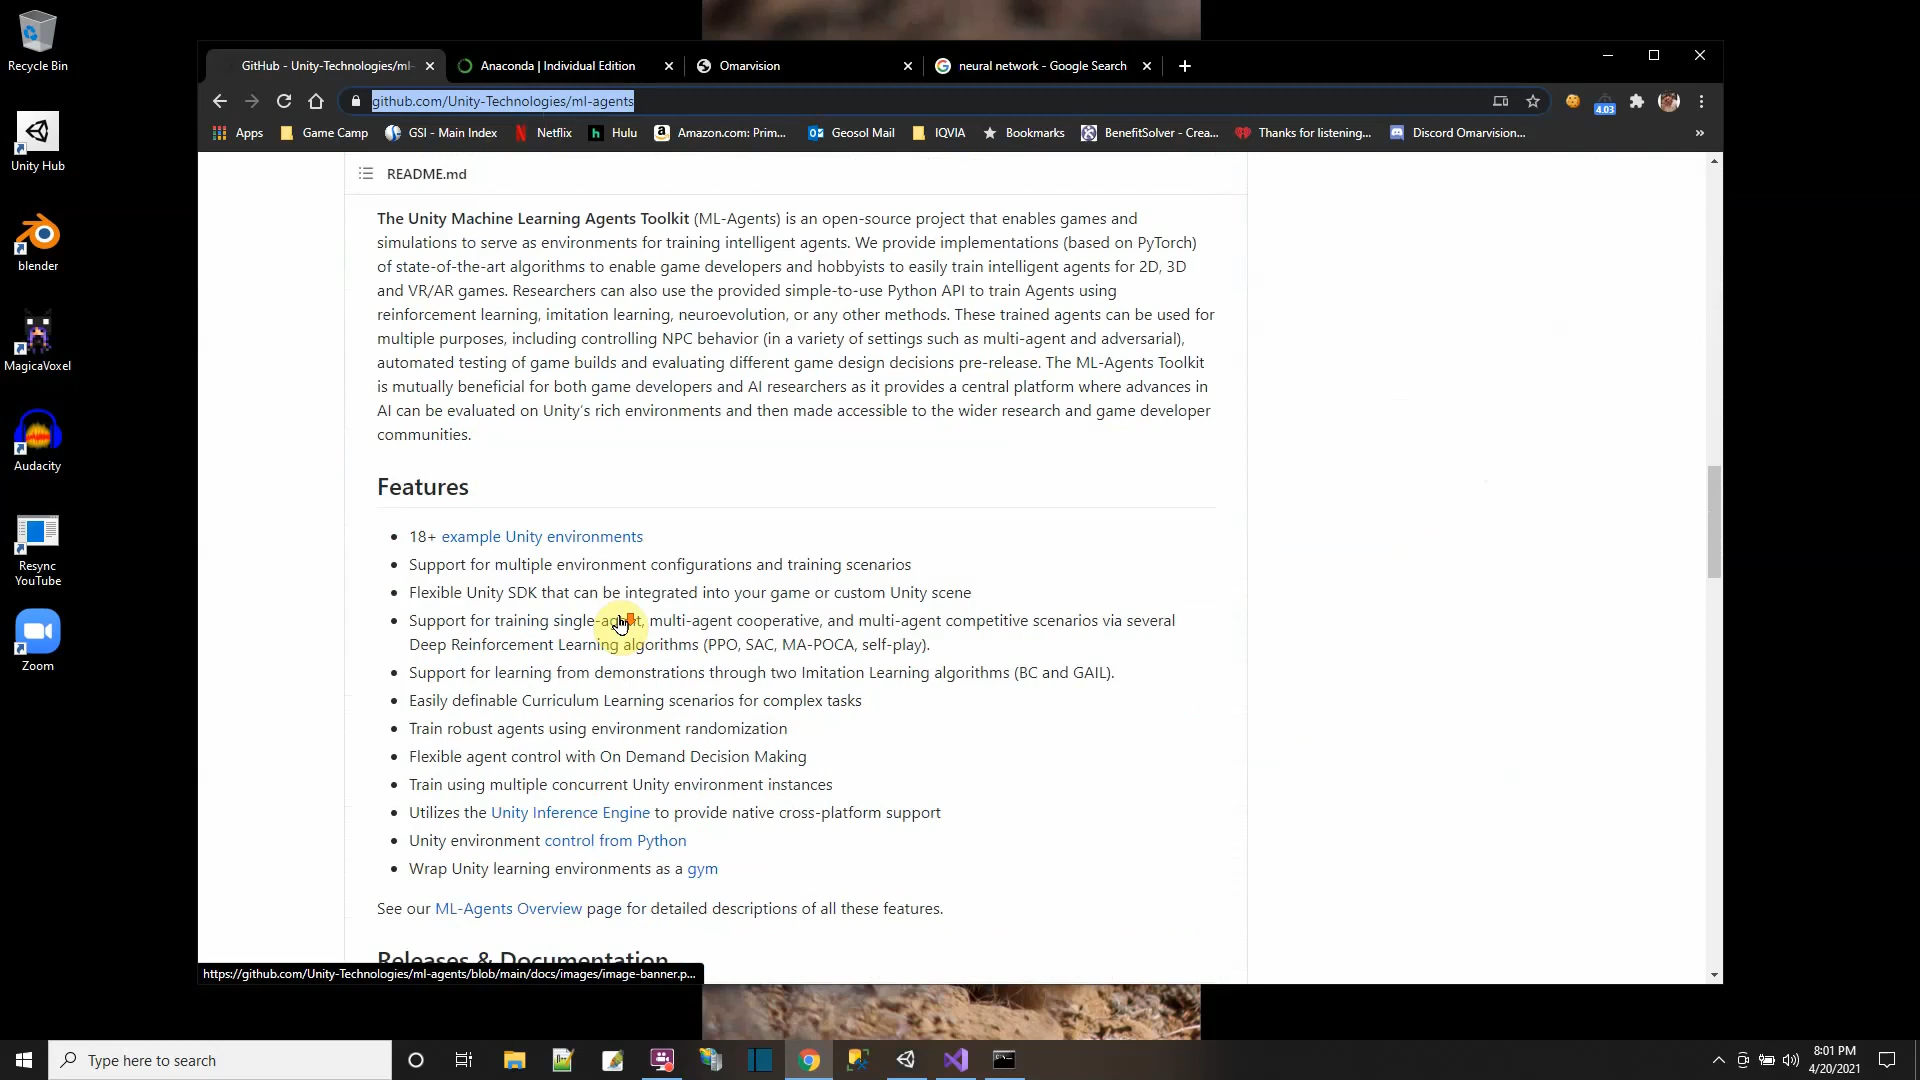 Recycle Bin
Unity Hub
blender
MagicaVoxel
Audacity
Resync
YouTube
Zoom
GitHub - Unity-Technologies/ml-
Anaconda | Individual Edition
Omarvision
neural network - Google Search
github.com/Unity-Technologies/ml-agents
4.03
Apps
Game Camp
GSI - Main Index
Netflix
Hulu
Amazon.com: Prim...
Geosol Mail
IQVIA
Bookmarks
BenefitSolver - Crea...
Thanks for listening,...
Discord Omarvision...
»
README.md
The Unity Machine Learning Agents Toolkit (ML-Agents) is an open-source project that enables games and
simulations to serve as environments for training intelligent agents. We provide implementations (based on PyTorch)
of state-of-the-art algorithms to enable game developers and hobbyists to easily train intelligent agents for 2D, 3D
and VR/AR games. Researchers can also use the provided simple-to-use Python API to train Agents using
reinforcement learning, imitation learning, neuroevolution, or any other methods. These trained agents can be used for
multiple purposes, including controlling NPC behavior (in a variety of settings such as multi-agent and adversarial),
automated testing of game builds and evaluating different game design decisions pre-release. The ML-Agents Toolkit
is mutually beneficial for both game developers and AI researchers as it provides a central platform where advances in
AI can be evaluated on Unity’s rich environments and then made accessible to the wider research and game developer
communities.
Features
• 18+ example Unity environments
• Support for multiple environment configurations and training scenarios
• Flexible Unity SDK that can be integrated into your game or custom Unity scene
• Support for training single-agent, multi-agent cooperative, and multi-agent competitive scenarios via several
Deep Reinforcement Learning algorithms (PPO, SAC, MA-POCA, self-play).
• Support for learning from demonstrations through two Imitation Learning algorithms (BC and GAIL).
• Easily definable Curriculum Learning scenarios for complex tasks
• Train robust agents using environment randomization
• Flexible agent control with On Demand Decision Making
• Train using multiple concurrent Unity environment instances
• Utilizes the Unity Inference Engine to provide native cross-platform support
• Unity environment control from Python
• Wrap Unity learning environments as a gym
See our ML-Agents Overview page for detailed descriptions of all these features.
Releases & Documentation
https://github.com/Unity-Technologies/ml-agents/blob/main/docs/images/image-banner.p...
Type here to search
8:01 PM
4/20/2021